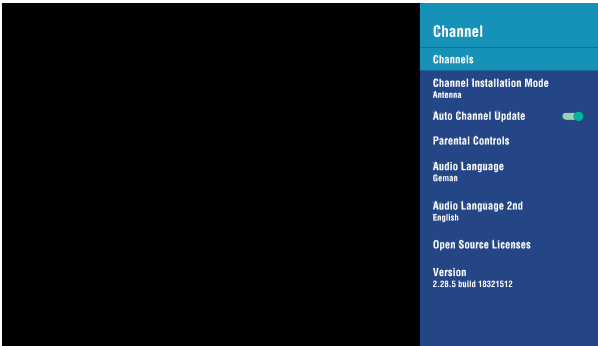 Channel
Channels
Channel Installation Mode
Antenna
Auto Channel Update
Parental Controls
Audio Language
Geman
Audio Language 2nd
English
Open Source Licenses
Version
2.28.5 build 18321512